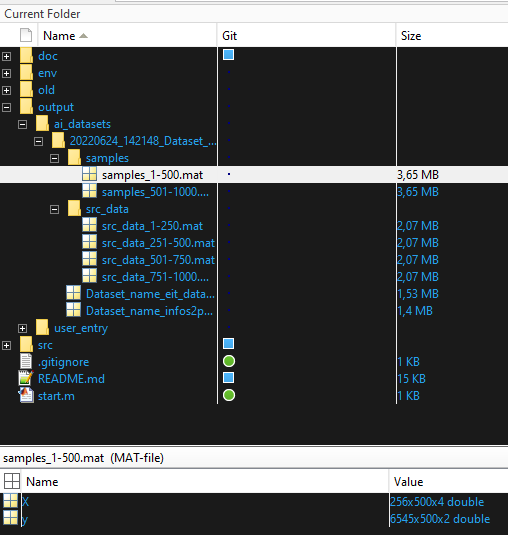 Current Folder
Name Git Size
doc
env
old
output
ai_datasets
20220624_142148_Dataset_...
samples
samples_1-500.mat 3,65 MB
samples_501-1000.... 3,65 MB
src_data
src_data_1-250.mat 2,07 MB
src_data_251-500.mat 2,07 MB
src_data_501-750.mat 2,07 MB
src_data_751-1000.... 2,07 MB
Dataset_name_eit_data... 1,53 MB
Dataset_name_infos2p... 1,4 MB
user_entry
src
.gitignore 1 KB
README.md 15 KB
start.m 1 KB
samples_1-500.mat (MAT-file)
Name Value
X 256x500x4 double
y 6545x500x2 double